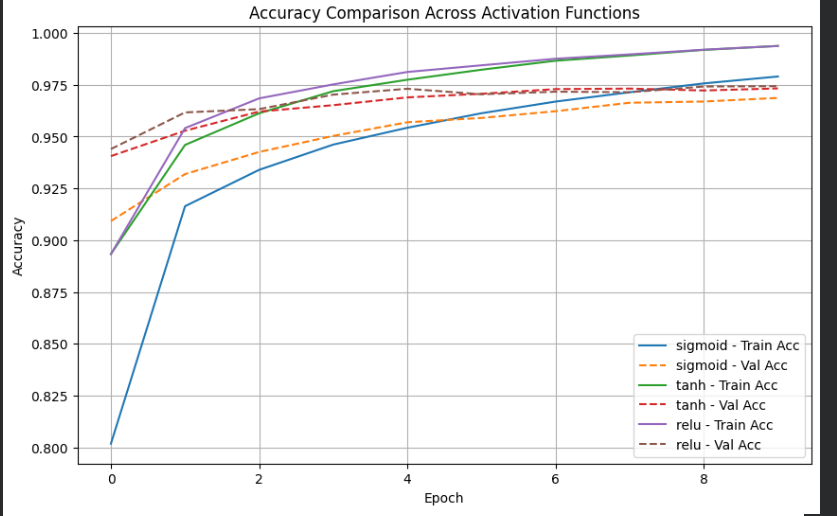 Accuracy Comparison Across Activation Functions
1.000
0.975
0.950
0.925
0.900
0.875
0.850
0.825
0.800
Accuracy
0 2 4 6 8
Epoch
sigmoid - Train Acc
sigmoid - Val Acc
tanh - Train Acc
tanh - Val Acc
relu - Train Acc
relu - Val Acc